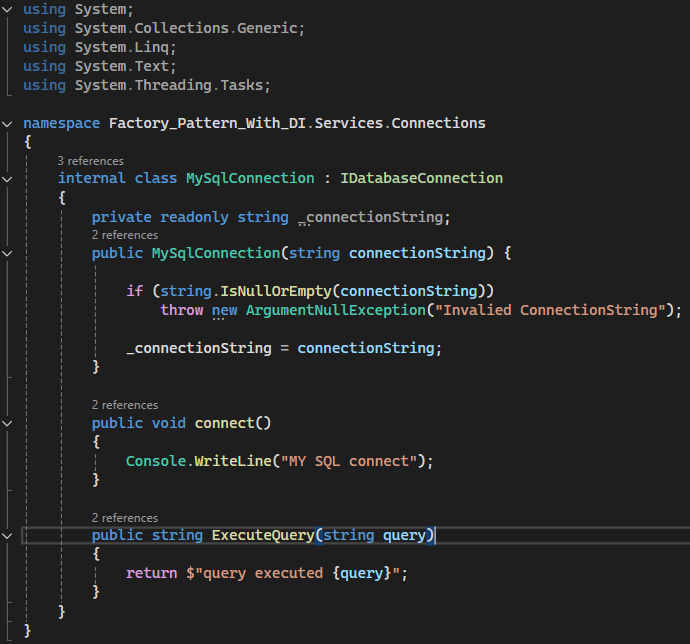 using System;
using System.Collections.Generic;
using System.Linq;
using System.Text;
using System.Threading.Tasks;
namespace Factory_Pattern_With_DI.Services.Connections
{
3 references
internal class MySqlConnection : IDatabaseConnection
{
private readonly string _connectionString;
2 references
public MySqlConnection(string connectionString) {
if (string.IsNullOrEmpty(connectionString))
throw new ArgumentNullException("Invalied ConnectionString");
_connectionString = connectionString;
}
2 references
public void connect()
{
Console.WriteLine("MY SQL connect");
}
2 references
public string ExecuteQuery(string query)
{
return $"query executed {query}";
}
}
}